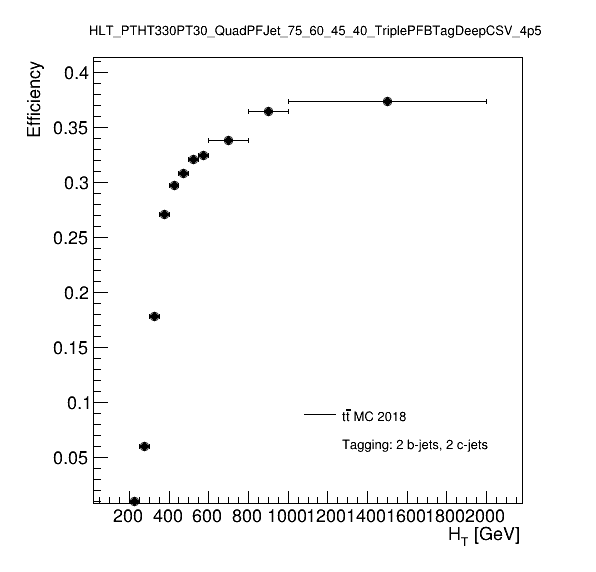 HLT_PTHT330PT30_QuadPFJet_75_60_45_40_TriplePFBTagDeepCSV_4p5
Efficiency
0.4
0.35
0.3
0.25
0.2
0.15
0.1
0.05
tt̄ MC 2018
Tagging: 2 b-jets, 2 c-jets
200 400 600 800 1000 1200 1400 1600 1800 2000
H_T [GeV]